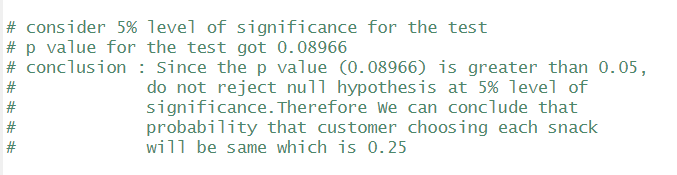 # consider 5% level of significance for the test
# p value for the test got 0.08966
# conclusion : Since the p value (0.08966) is greater than 0.05,
#              do not reject null hypothesis at 5% level of
#              significance.Therefore We can conclude that
#              probability that customer choosing each snack
#              will be same which is 0.25